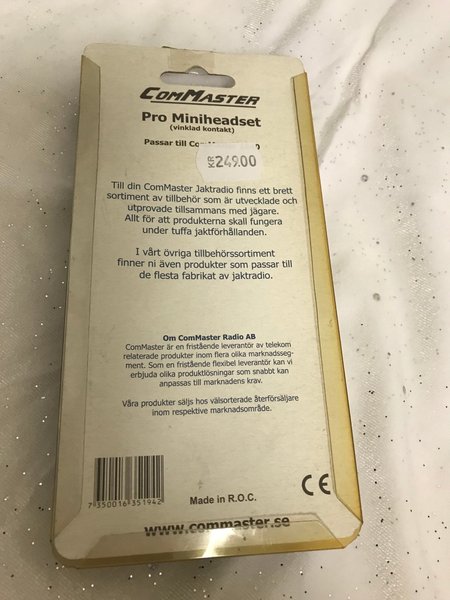 COMMASTER
Pro Miniheadset
(vinklad kontakt)
Passar till
KR 249.00
Till din ComMaster Jaktradio finns ett brett
sortiment av tillbehör som är utvecklade och
utprovade tillsammans med jägare.
Allt för att produkterna skall fungera
under tuffa jaktförhållanden.
I vårt övriga tillbehörssortiment
finner ni även produkter som passar till
de flesta fabrikat av jaktradio.
Om ComMaster Radio AB
ComMaster är en fristående leverantör av telekom
relaterade produkter inom flera olika marknadsseg-
ment. Som en fristående flexibel leverantör kan vi
erbjuda olika produktlösningar som snabbt kan
anpassas till marknadens krav.
Våra produkter säljs hos välsorterade återförsäljare
inom respektive marknadsområde.
7 350016 351942
Made in R.O.C.
CE
www.commaster.se